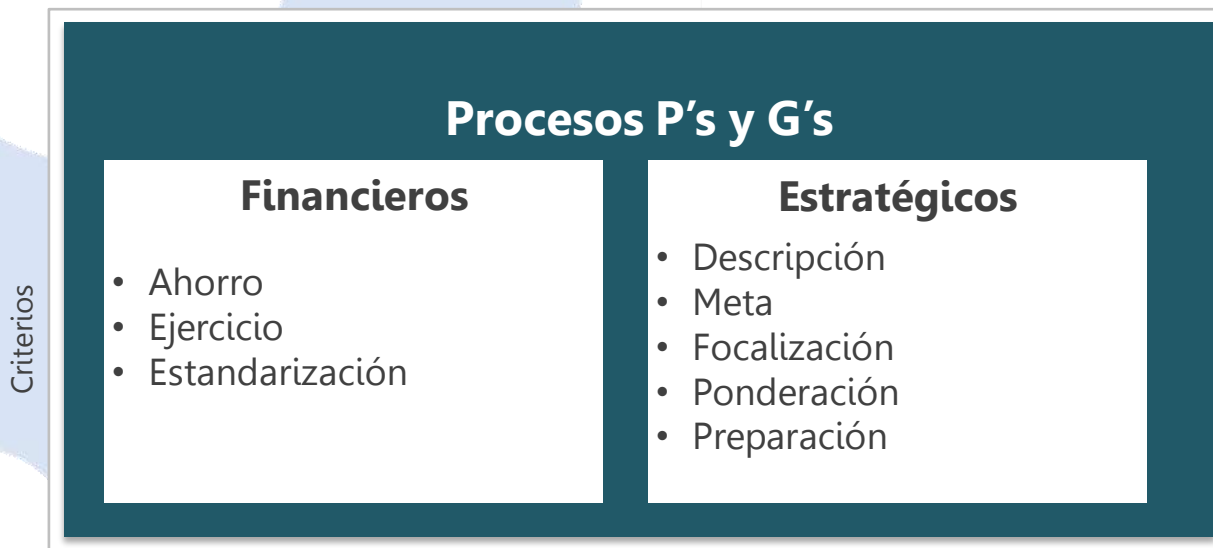 Procesos P’s y G’s
Criterios
Financieros
• Ahorro
• Ejercicio
• Estandarización
Estratégicos
• Descripción
• Meta
• Focalización
• Ponderación
• Preparación